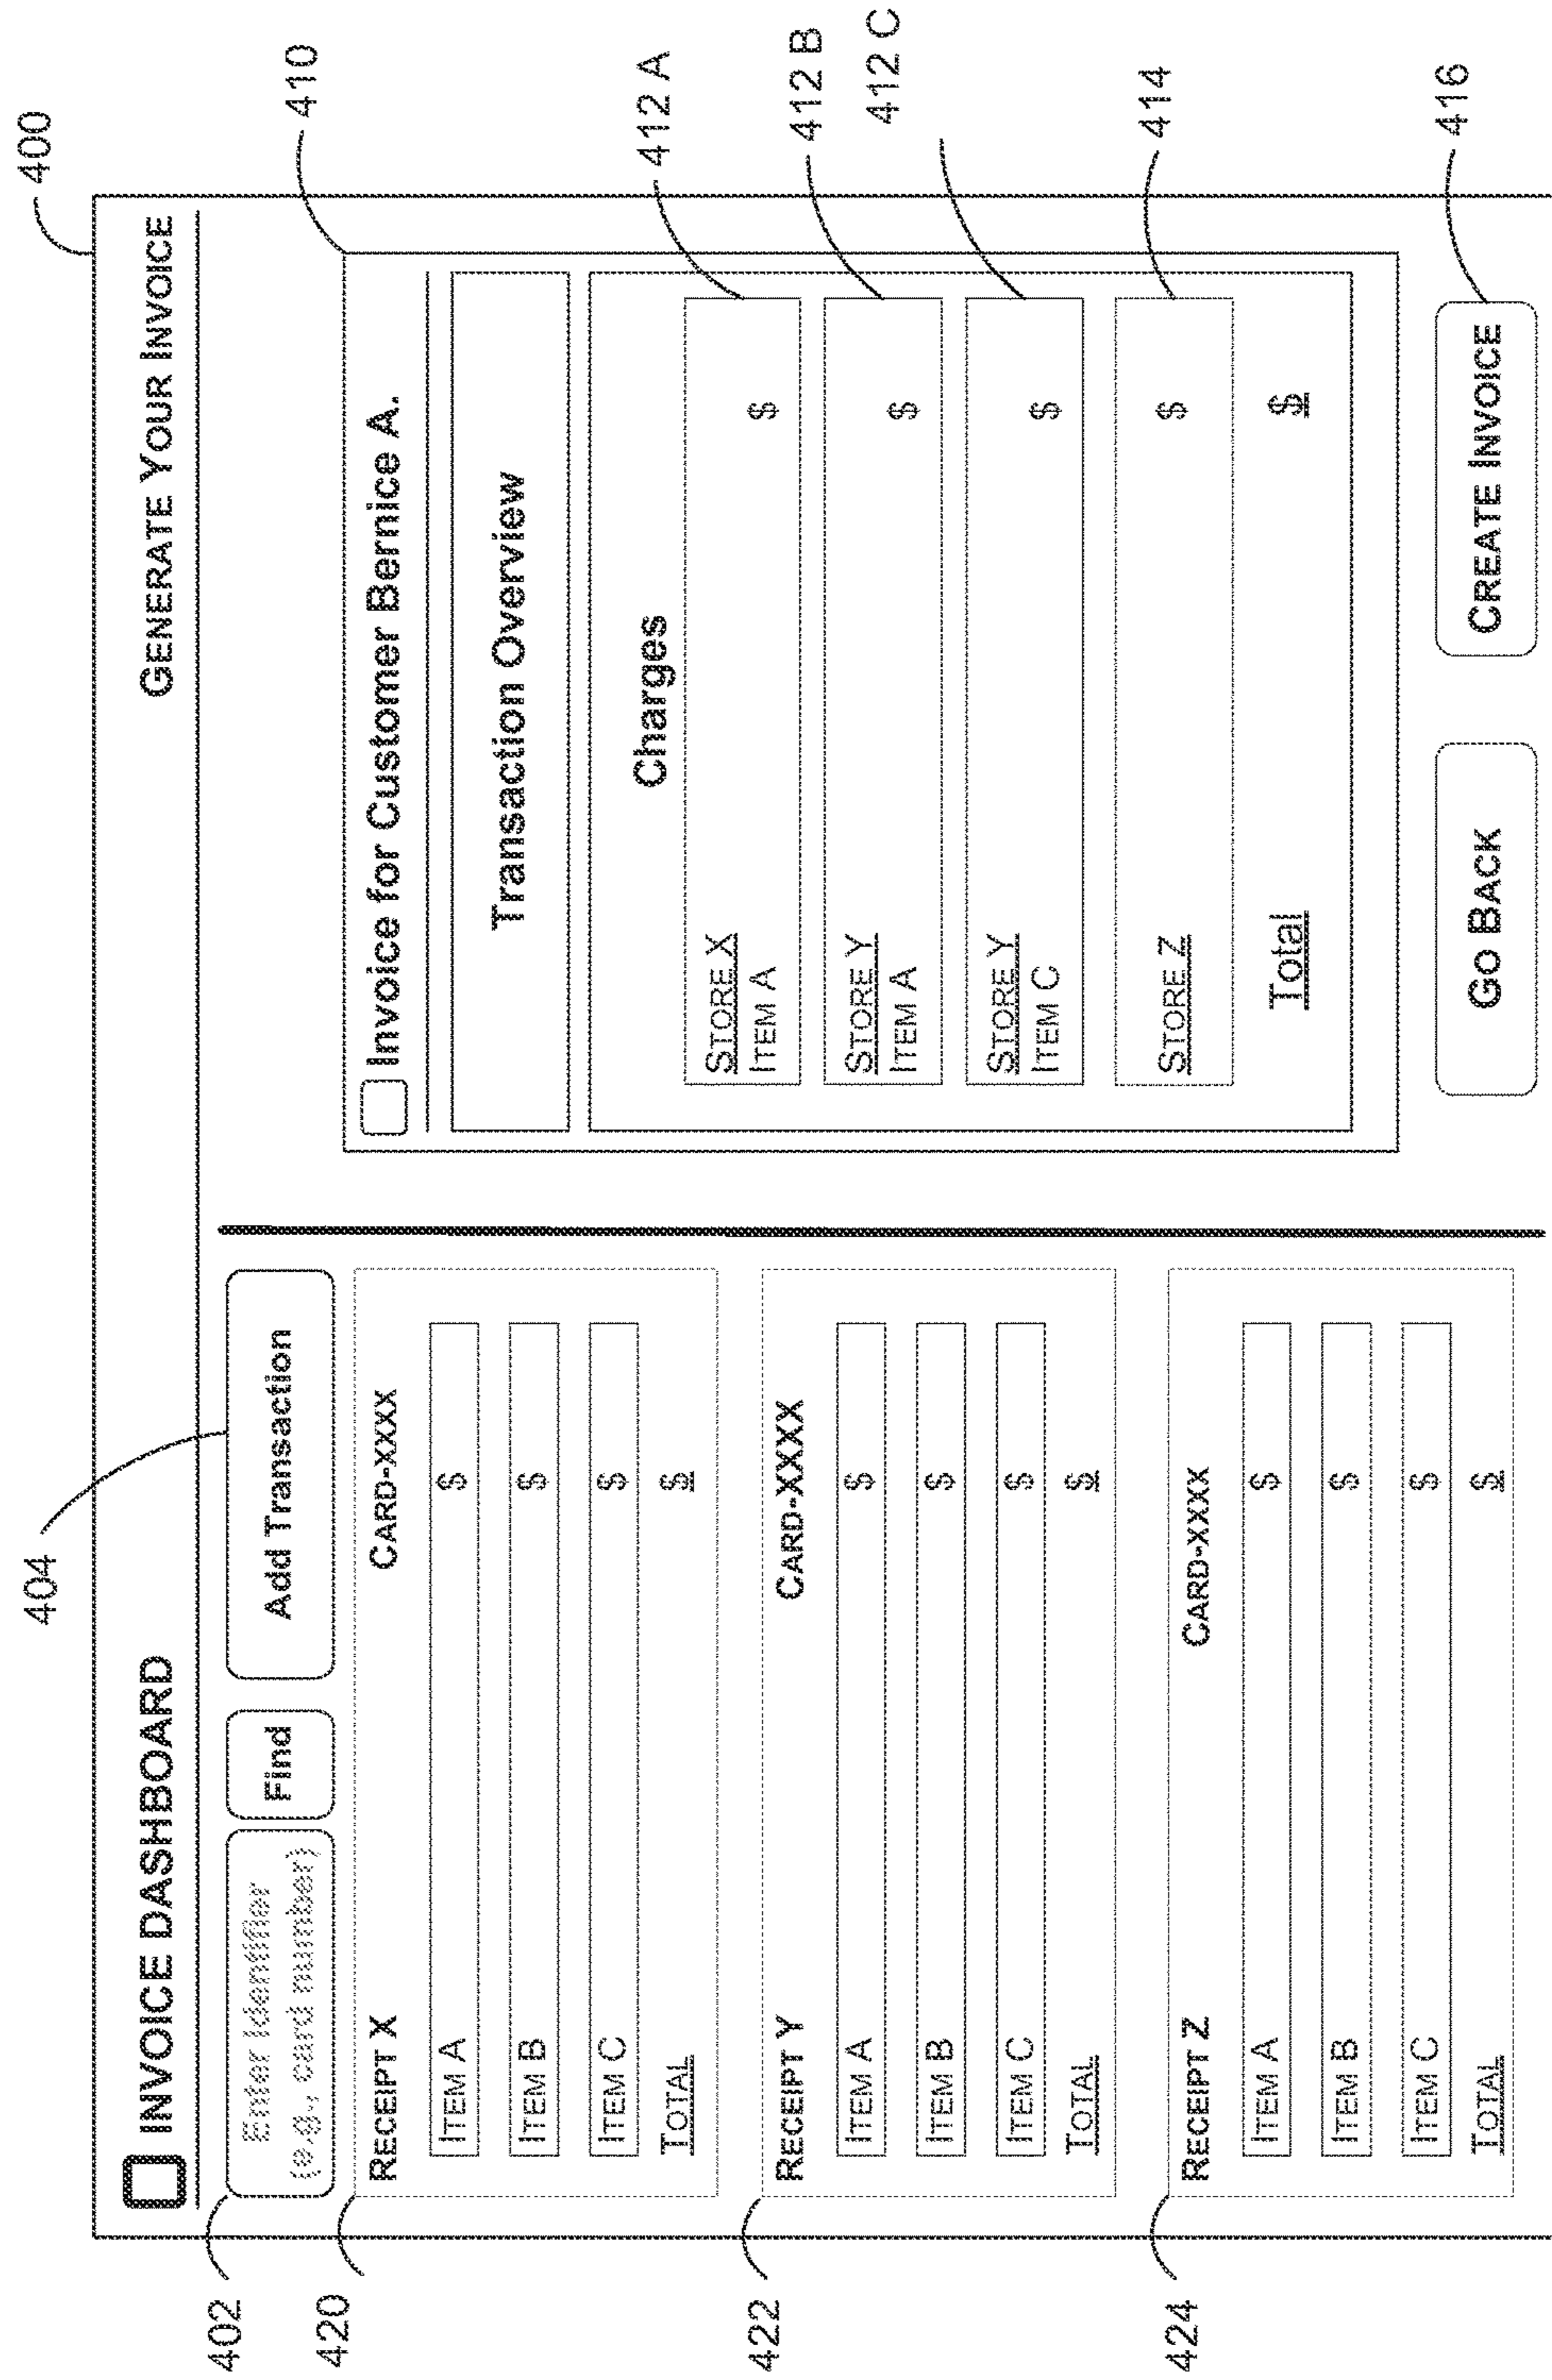 400
INVOICE DASHBOARD
GENERATE YOUR INVOICE
402
Enter Identifier
(e.g., card number)
Find
Add Transaction
404
420
RECEIPT X
CARD-XXXX
ITEM A $
ITEM B $
ITEM C $
TOTAL $
422
RECEIPT Y
CARD-XXXX
ITEM A $
ITEM B $
ITEM C $
TOTAL $
424
RECEIPT Z
CARD-XXXX
ITEM A $
ITEM B $
ITEM C $
TOTAL $
410
Invoice for Customer Bernice A.
Transaction Overview
Charges
STORE X
ITEM A $
412 A
STORE Y
ITEM A $
412 B
STORE Y
ITEM C $
412 C
STORE Z $
414
Total $
GO BACK
CREATE INVOICE
416